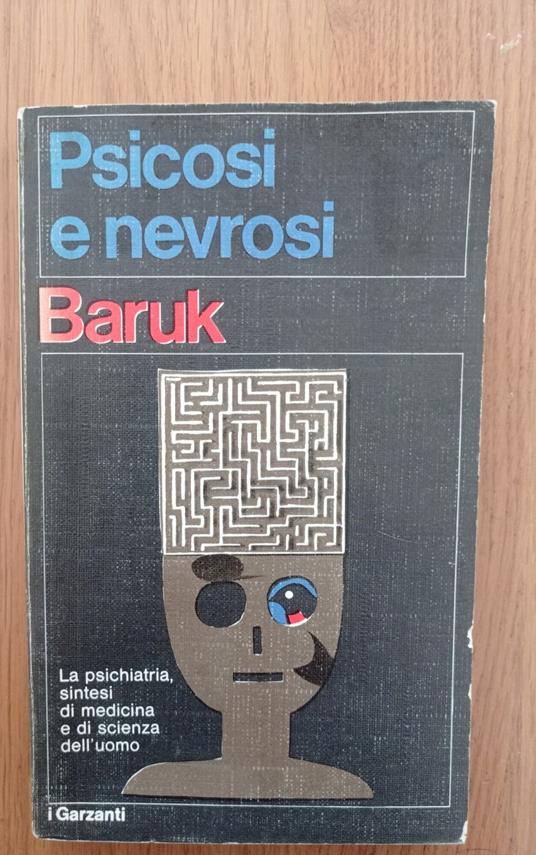 Psicosi
e nevrosi
Baruk
La psichiatria,
sintesi
di medicina
e di scienza
dell'uomo
i Garzanti